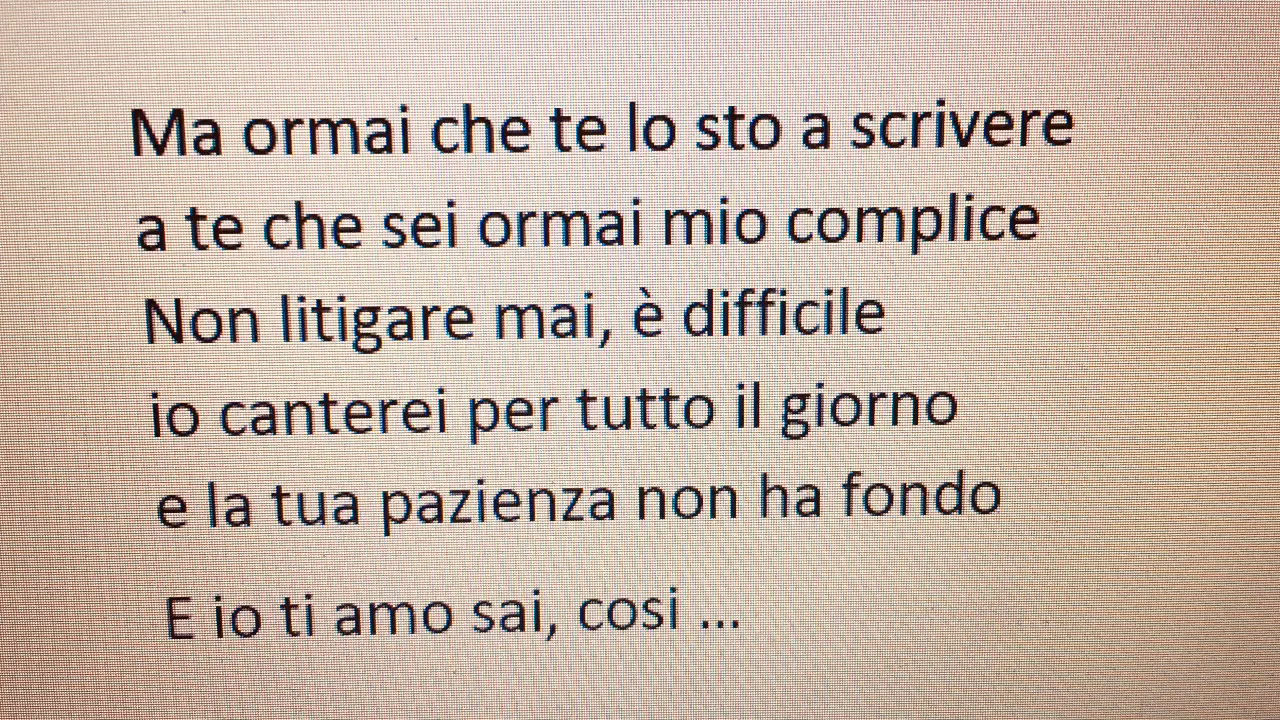 Ma ormai che te lo sto a scrivere
a te che sei ormai mio complice
Non litigare mai, è difficile
io canterei per tutto il giorno
e la tua pazienza non ha fondo
E io ti amo sai, cosi ...